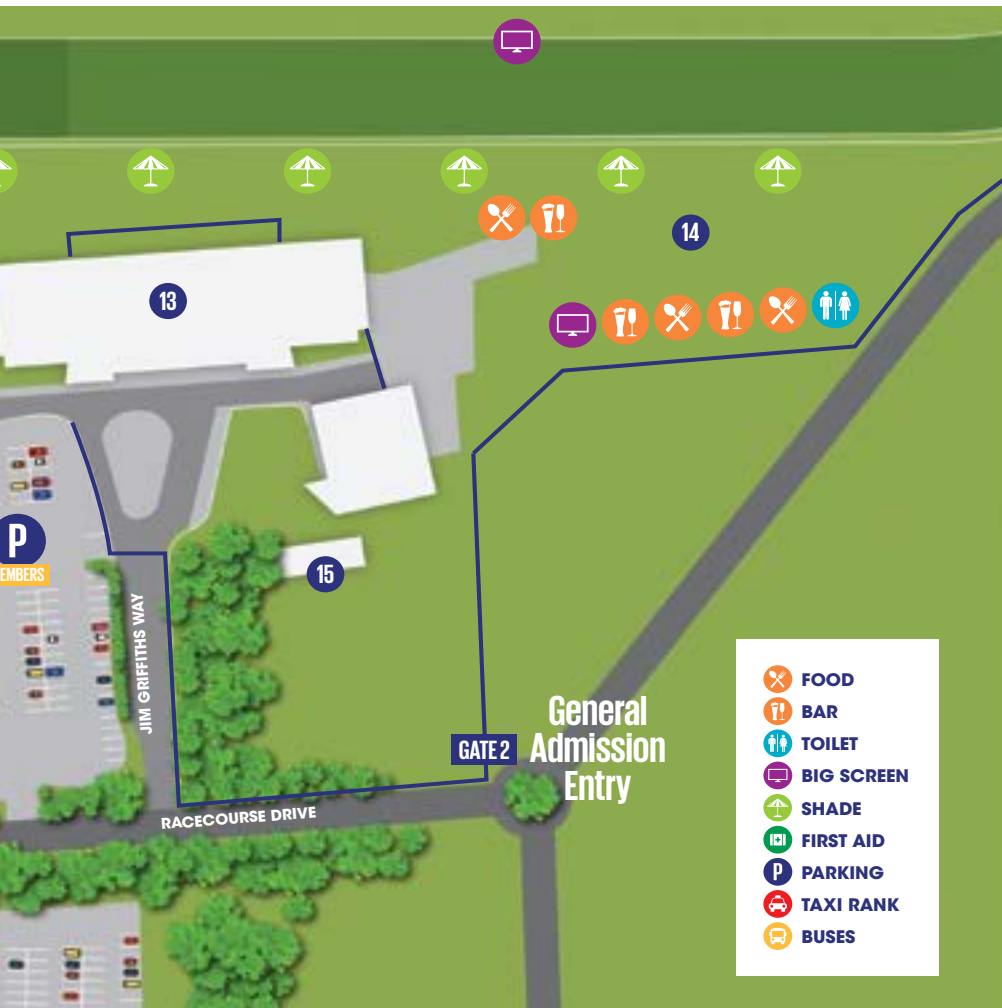 14
13
P
EMBERS
15
JIM GRIFFITHS WAY
General
Admission
Entry
GATE 2
RACECOURSE DRIVE
FOOD
BAR
TOILET
BIG SCREEN
SHADE
FIRST AID
P PARKING
TAXI RANK
BUSES